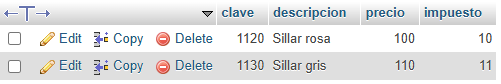 clave descripcion precio impuesto
Edit Copy Delete 1120 Sillar rosa 100 10
Edit Copy Delete 1130 Sillar gris 110 11